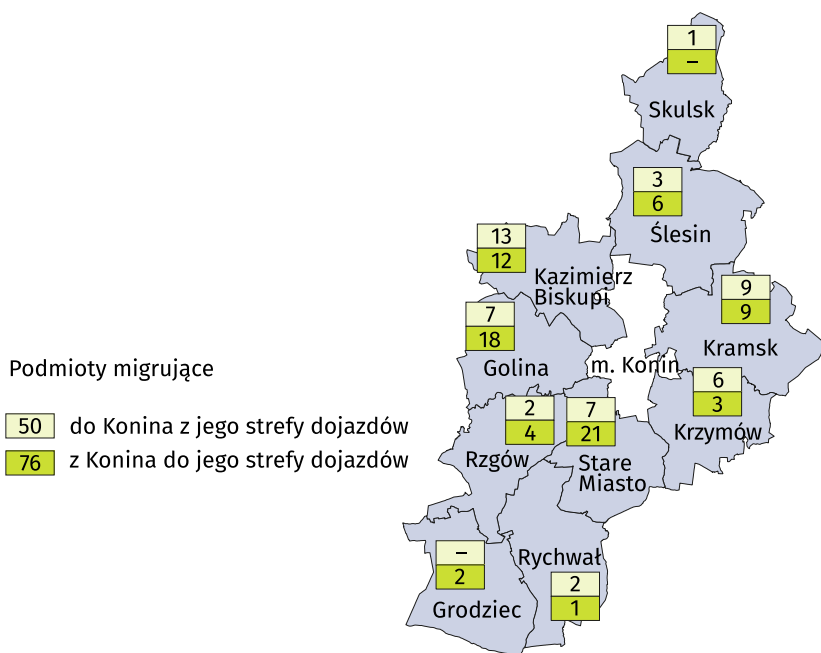 1
–
Skulsk
3
6
Ślesin
13
12
Kazimierz
Biskupi
9
9
Kramsk
7
18
Golina
m. Konin
6
3
Krzymów
2
4
Rzgów
7
21
Stare
Miasto
–
2
Grodziec
Rychwał
2
1
Podmioty migrujące
50 do Konina z jego strefy dojazdów
76 z Konina do jego strefy dojazdów